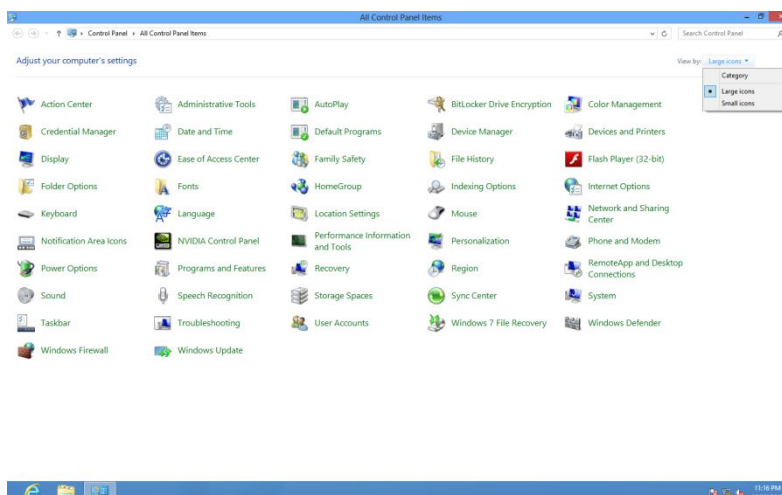 All Control Panel Items
Control Panel All Control Panel Items
Search Control Panel
Adjust your computer's settings
View by: Large icons
Category
Large icons
Small icons
Action Center Administrative Tools AutoPlay BitLocker Drive Encryption Color Management
Credential Manager Date and Time Default Programs Device Manager Devices and Printers
Display Ease of Access Center Family Safety File History Flash Player (32-bit)
Folder Options Fonts HomeGroup Indexing Options Internet Options
Keyboard Language Location Settings Mouse Network and Sharing
Center
Notification Area Icons NVIDIA Control Panel Performance Information
and Tools
Personalization Phone and Modem
Power Options Programs and Features Recovery Region RemoteApp and Desktop
Connections
Sound Speech Recognition Storage Spaces Sync Center System
Taskbar Troubleshooting User Accounts Windows 7 File Recovery Windows Defender
Windows Firewall Windows Update
11:16 PM